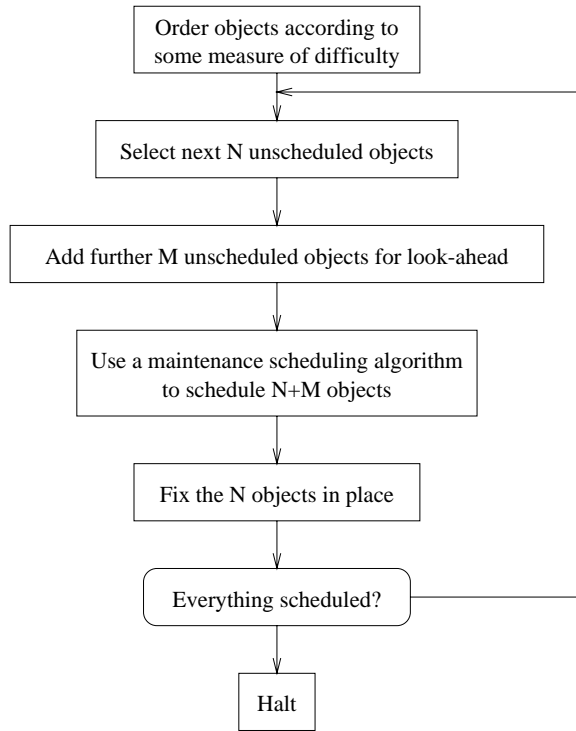 Order objects according to
some measure of difficulty
Select next N unscheduled objects
Add further M unscheduled objects for look-ahead
Use a maintenance scheduling algorithm
to schedule N+M objects
Fix the N objects in place
Everything scheduled?
Halt